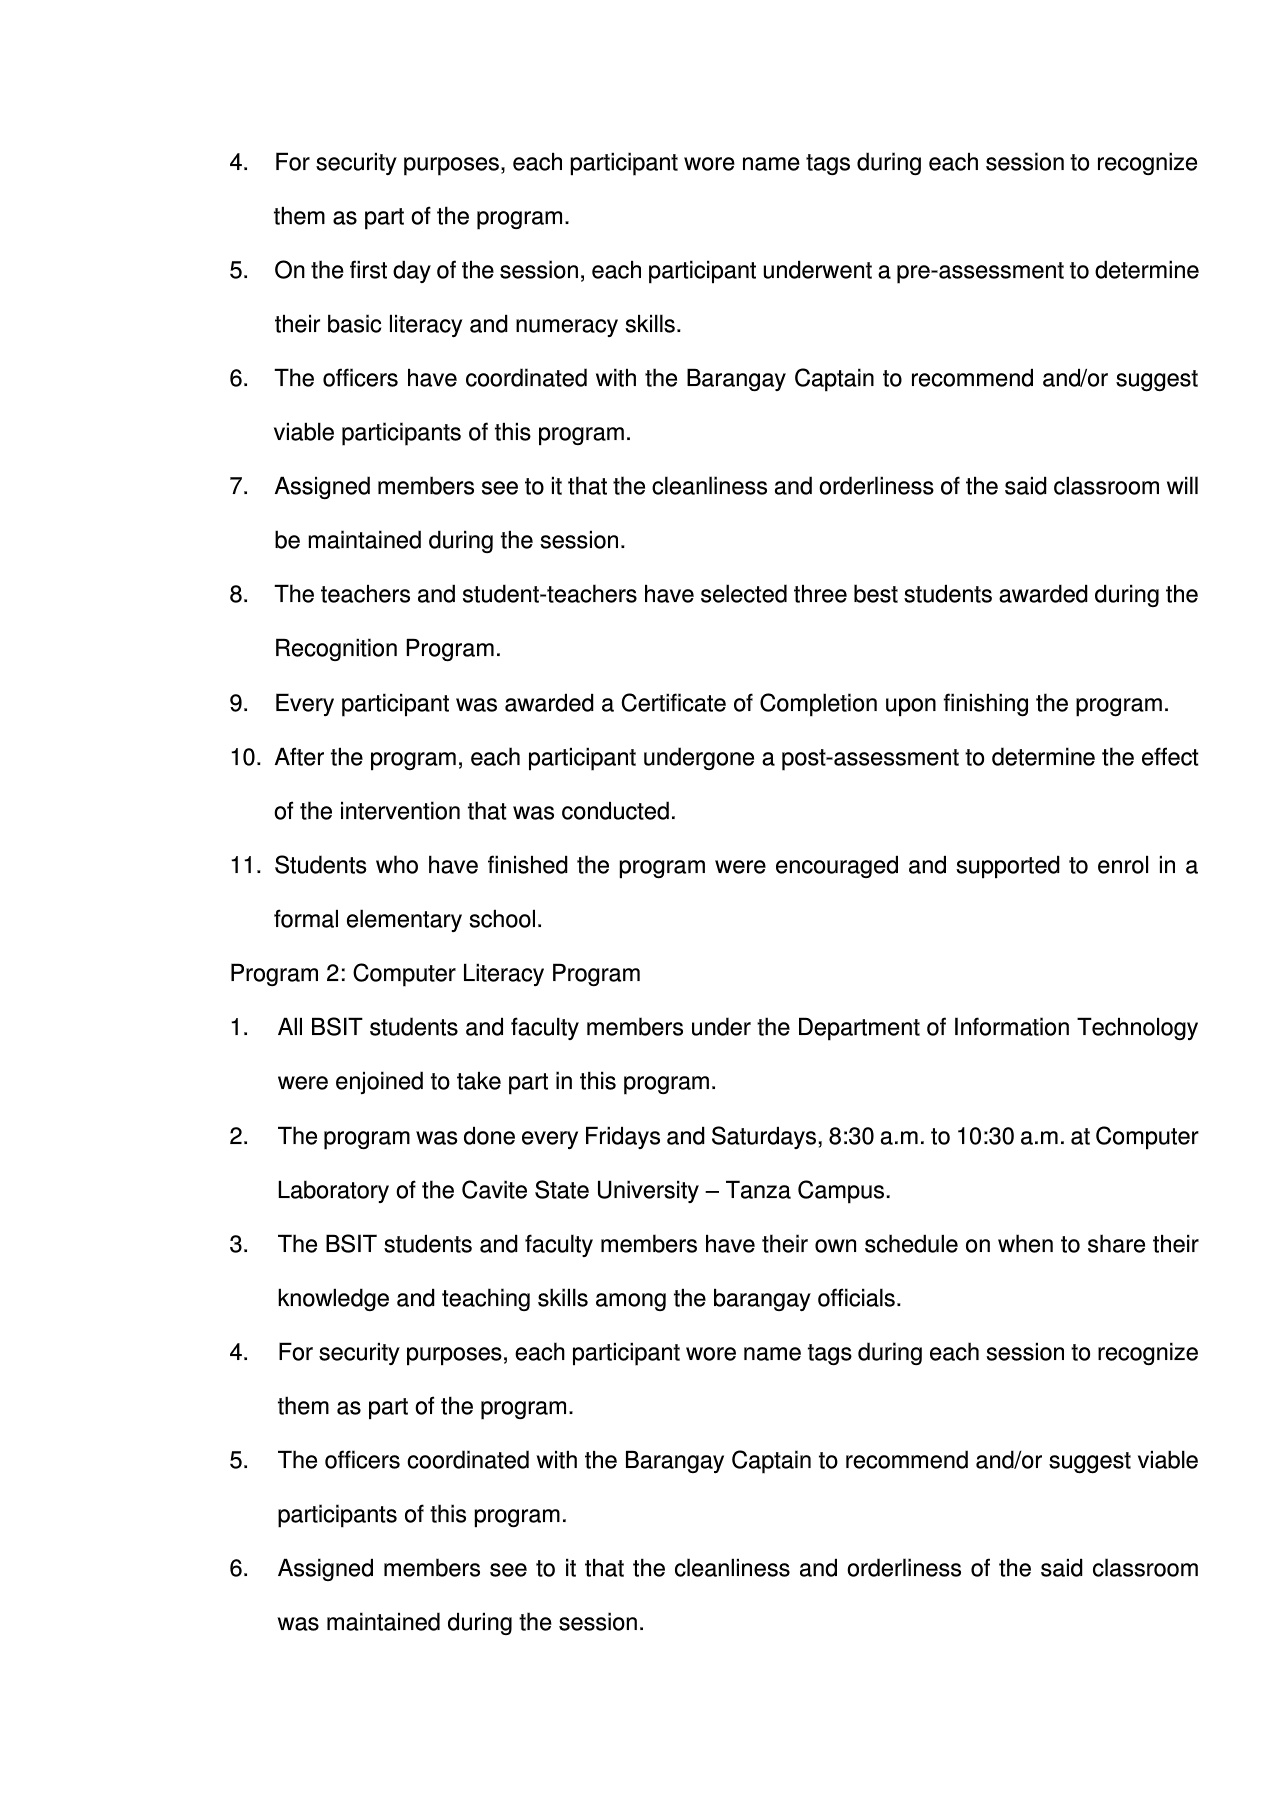 4. For security purposes, each participant wore name tags during each session to recognize
them as part of the program.
5. On the first day of the session, each participant underwent a pre-assessment to determine
their basic literacy and numeracy skills.
6. The officers have coordinated with the Barangay Captain to recommend and/or suggest
viable participants of this program.
7. Assigned members see to it that the cleanliness and orderliness of the said classroom will
be maintained during the session.
8. The teachers and student-teachers have selected three best students awarded during the
Recognition Program.
9. Every participant was awarded a Certificate of Completion upon finishing the program.
10. After the program, each participant undergone a post-assessment to determine the effect
of the intervention that was conducted.
11. Students who have finished the program were encouraged and supported to enrol in a
formal elementary school.
Program 2: Computer Literacy Program
1. All BSIT students and faculty members under the Department of Information Technology
were enjoined to take part in this program.
2. The program was done every Fridays and Saturdays, 8:30 a.m. to 10:30 a.m. at Computer
Laboratory of the Cavite State University – Tanza Campus.
3. The BSIT students and faculty members have their own schedule on when to share their
knowledge and teaching skills among the barangay officials.
4. For security purposes, each participant wore name tags during each session to recognize
them as part of the program.
5. The officers coordinated with the Barangay Captain to recommend and/or suggest viable
participants of this program.
6. Assigned members see to it that the cleanliness and orderliness of the said classroom
was maintained during the session.